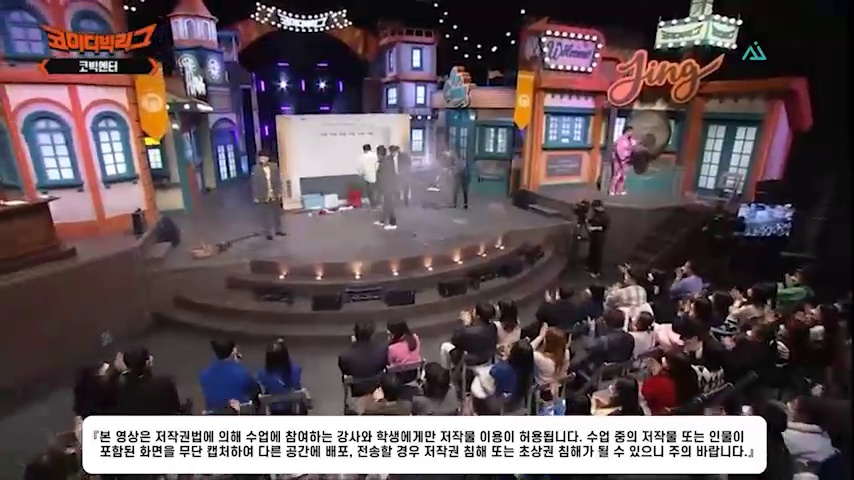 코미디빅리그
코빅엔터
Welcome
Jing
『본 영상은 저작권법에 의해 수업에 참여하는 강사와 학생에게만 저작물 이용이 허용됩니다. 수업 중의 저작물 또는 인물이
포함된 화면을 무단 캡처하여 다른 공간에 배포, 전송할 경우 저작권 침해 또는 초상권 침해가 될 수 있으니 주의 바랍니다.』